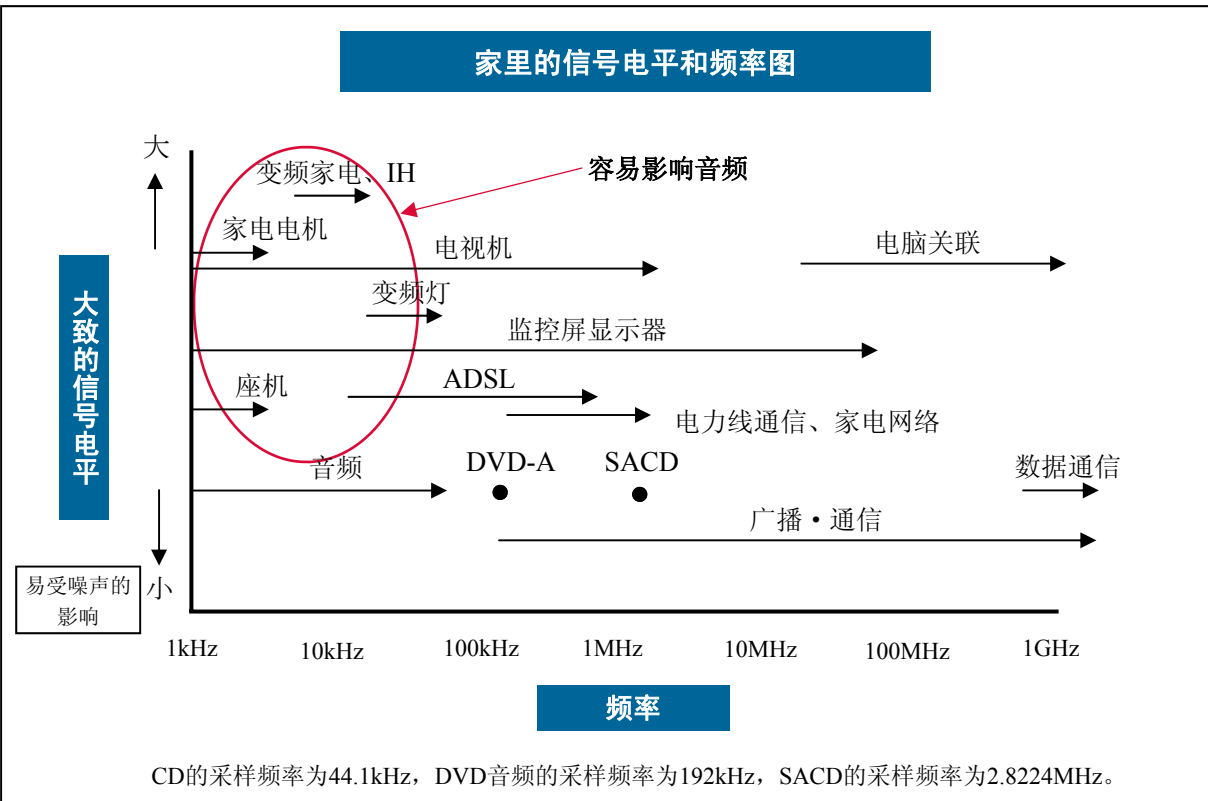 家里的信号电平和频率图
大
变频家电、IH
容易影响音频
家电电机
电视机
电脑关联
变频灯
大致的信号电平
监控屏显示器
座机
ADSL
电力线通信、家电网络
音频
DVD-A
SACD
数据通信
广播·通信
易受噪声的
影响
小
1kHz
10kHz
100kHz
1MHz
10MHz
100MHz
1GHz
频率
CD的采样频率为44.1kHz，DVD音频的采样频率为192kHz，SACD的采样频率为2.8224MHz。